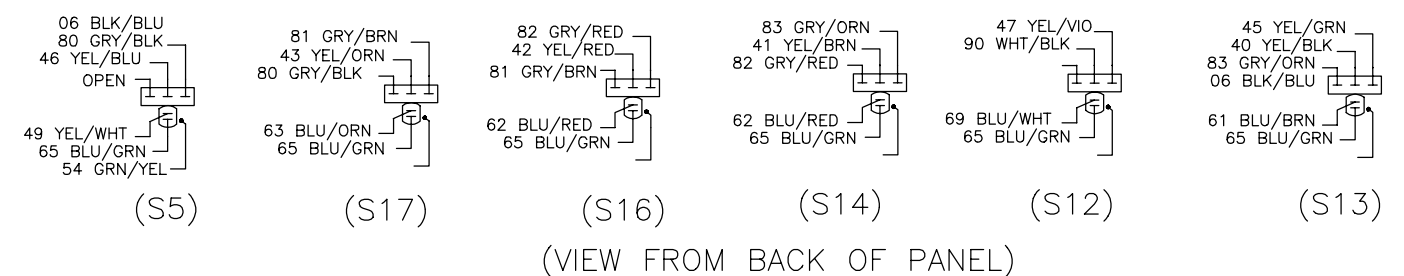 06 BLK/BLU
80 GRY/BLK
46 YEL/BLU
OPEN
49 YEL/WHT
65 BLU/GRN
54 GRN/YEL
(S5)
81 GRY/BRN
43 YEL/ORN
80 GRY/BLK
63 BLU/ORN
65 BLU/GRN
(S17)
82 GRY/RED
42 YEL/RED
81 GRY/BRN
62 BLU/RED
65 BLU/GRN
(S16)
83 GRY/ORN
41 YEL/BRN
82 GRY/RED
62 BLU/RED
65 BLU/GRN
(S14)
47 YEL/VIO
90 WHT/BLK
69 BLU/WHT
65 BLU/GRN
(S12)
45 YEL/GRN
40 YEL/BLK
83 GRY/ORN
06 BLK/BLU
61 BLU/BRN
65 BLU/GRN
(S13)
(VIEW FROM BACK OF PANEL)